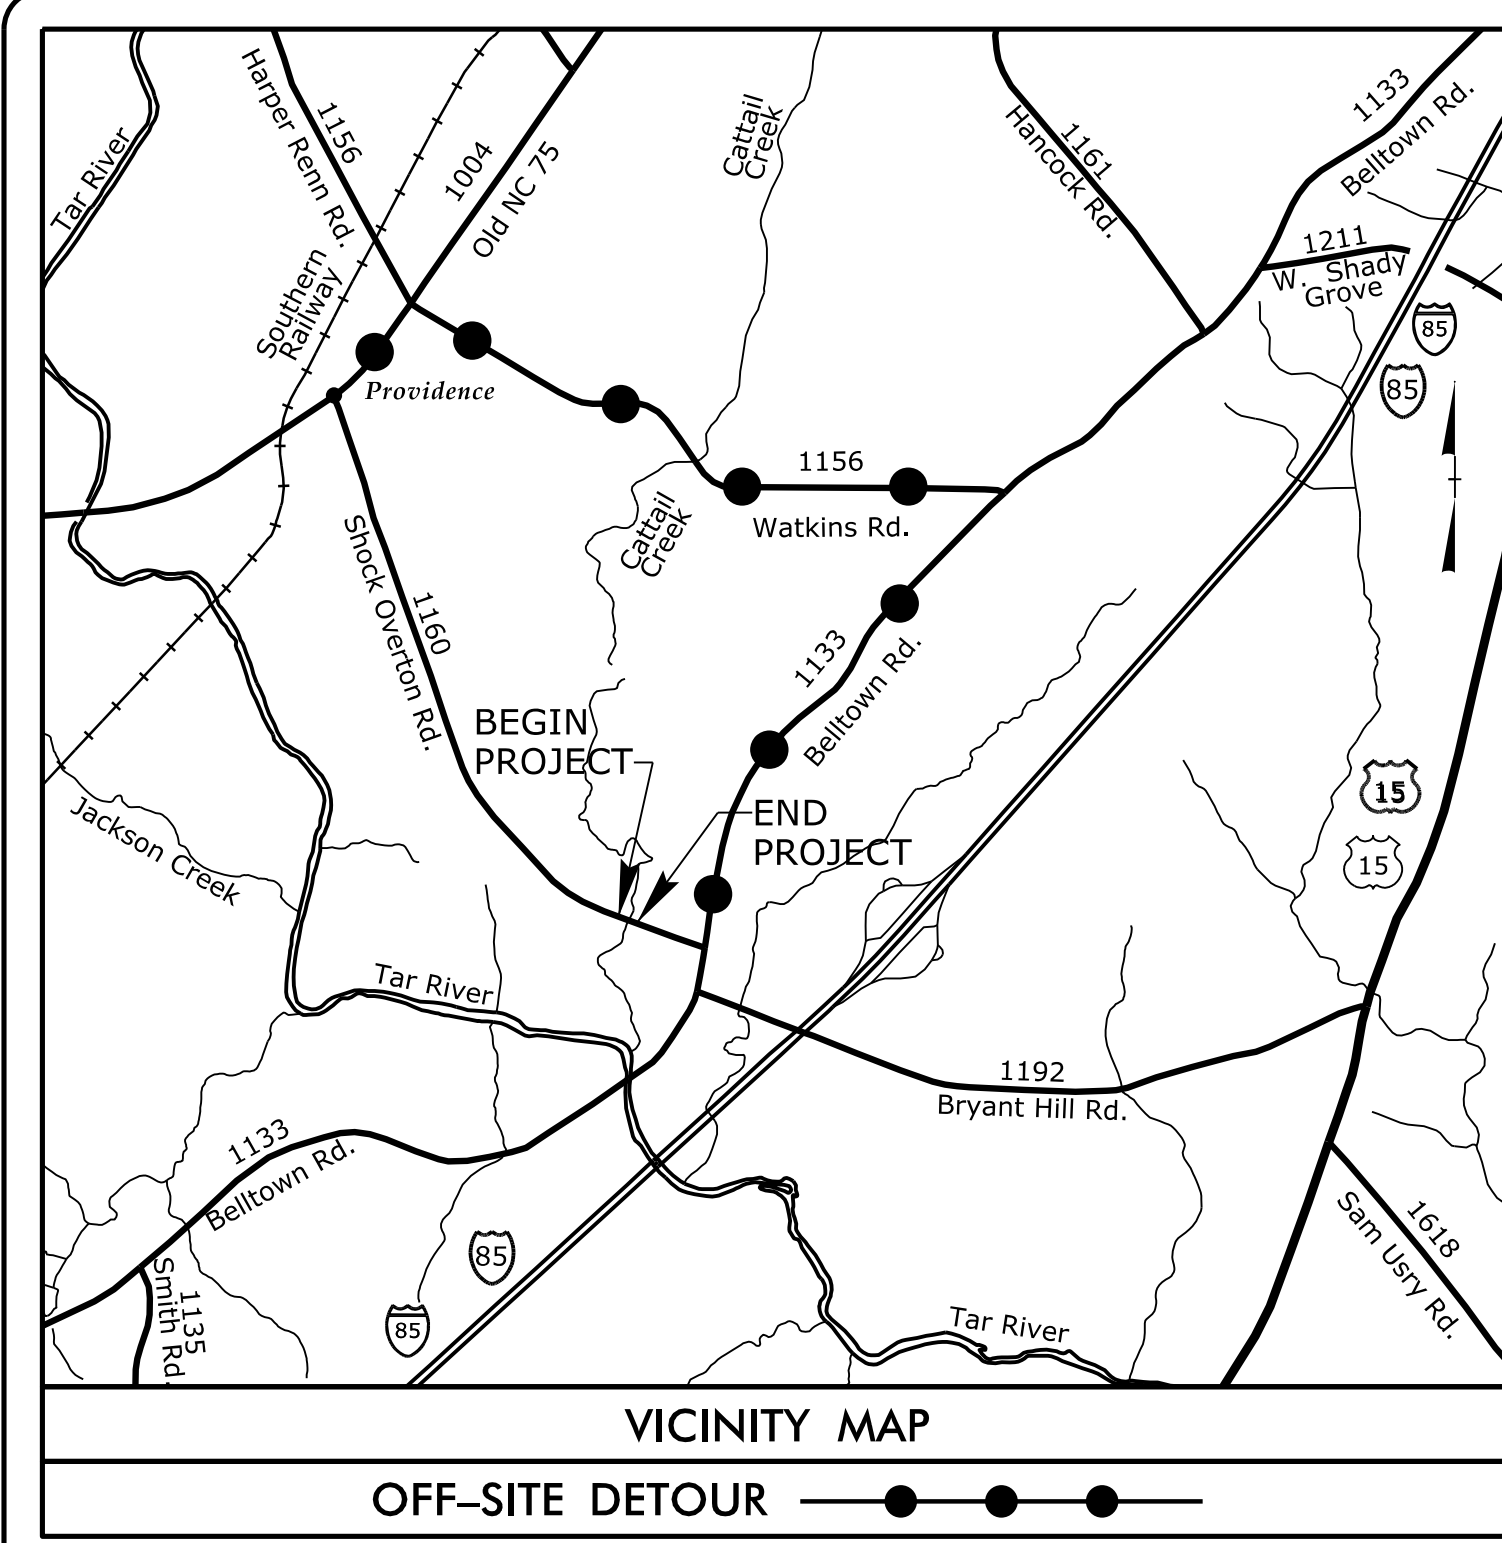 Harper Renn Rd.
1156
1004
Old NC 75
Tar River
Southern
Railway
Cattail
Creek
Hancock Rd.
1161
1133
Belltown Rd.
1211
W. Shady
Grove
85
85
Providence
1156
Watkins Rd.
Cattail
Creek
Shock Overton Rd.
1160
1133
Belltown Rd.
BEGIN
PROJECT
END
PROJECT
15
15
Jackson Creek
Tar River
1192
Bryant Hill Rd.
1133
Belltown Rd.
1135
Smith Rd.
85
85
1618
Sam Usry Rd.
Tar River
VICINITY MAP
OFF–SITE DETOUR